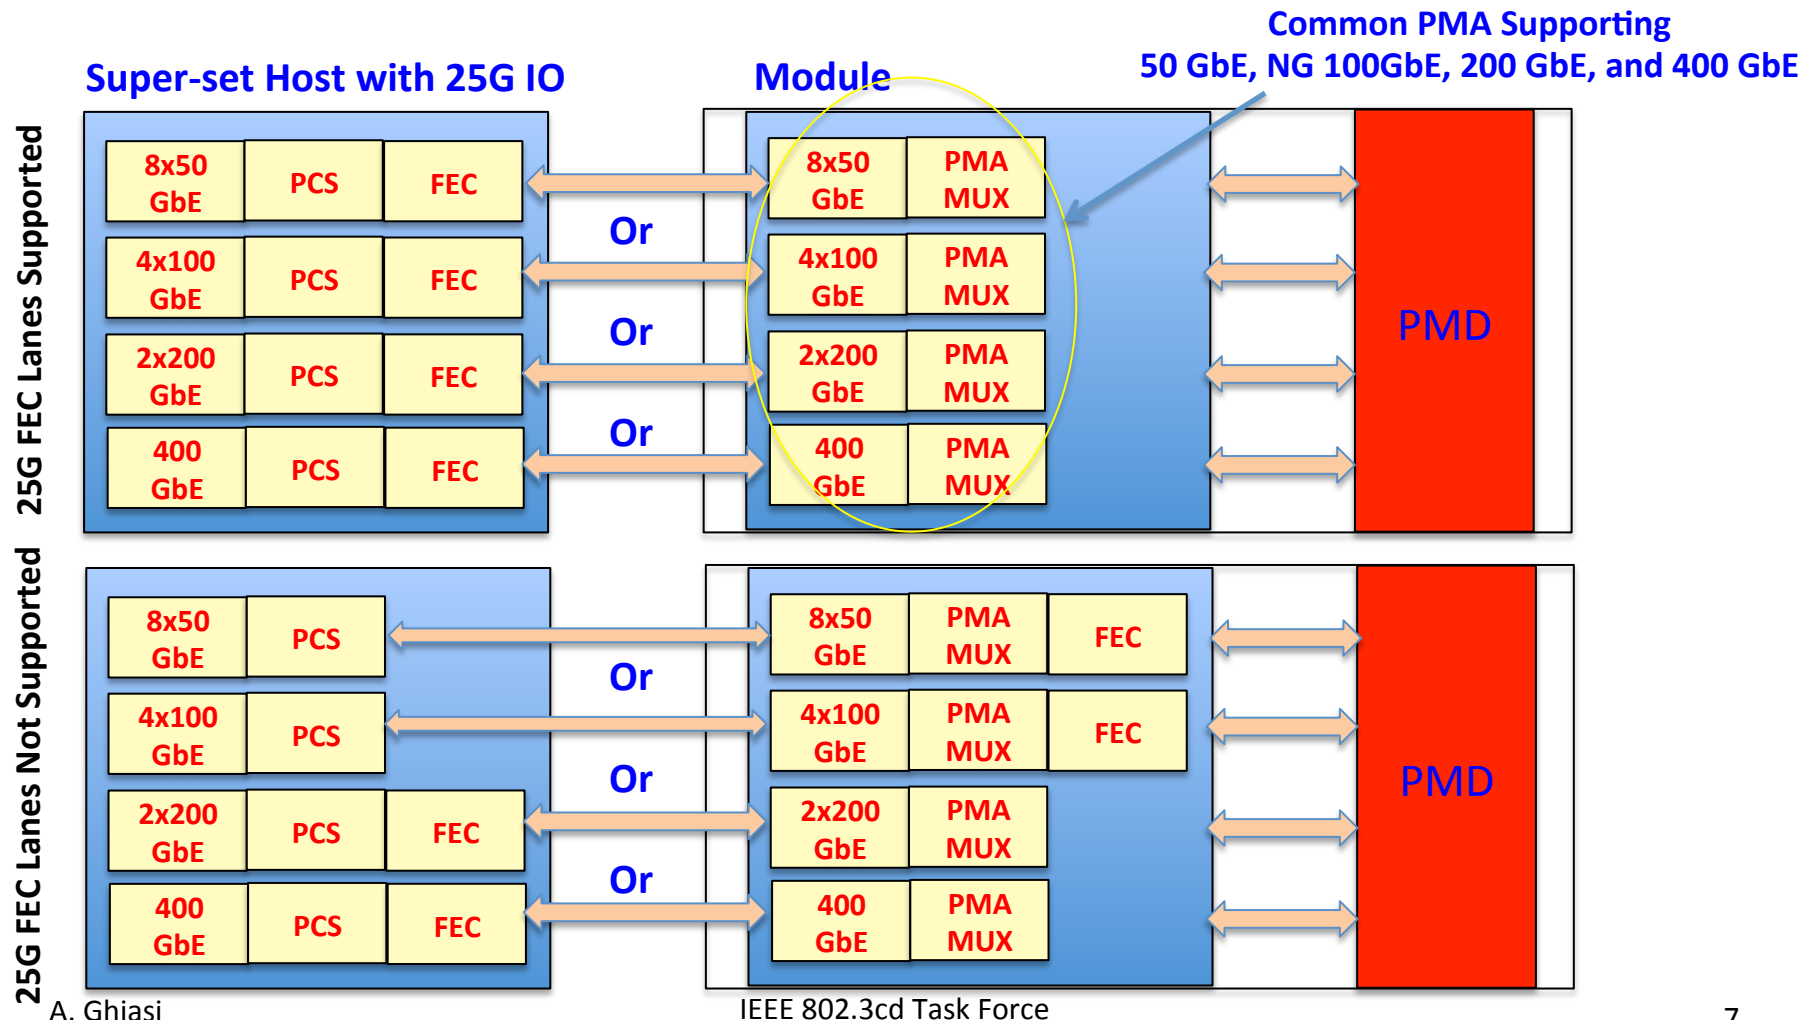 Common PMA Supporting
50 GbE, NG 100GbE, 200 GbE, and 400 GbE
Super-set Host with 25G IO
Module
25G FEC Lanes Supported
8x50
GbE
PCS
FEC
Or
8x50
GbE
PMA
MUX
4x100
GbE
PCS
FEC
Or
4x100
GbE
PMA
MUX
2x200
GbE
PCS
FEC
Or
2x200
GbE
PMA
MUX
400
GbE
PCS
FEC
400
GbE
PMA
MUX
PMD
25G FEC Lanes Not Supported
8x50
GbE
PCS
Or
8x50
GbE
PMA
MUX
FEC
4x100
GbE
PCS
Or
4x100
GbE
PMA
MUX
FEC
2x200
GbE
PCS
FEC
Or
2x200
GbE
PMA
MUX
400
GbE
PCS
FEC
400
GbE
PMA
MUX
PMD
A. Ghiasi
IEEE 802.3cd Task Force
7